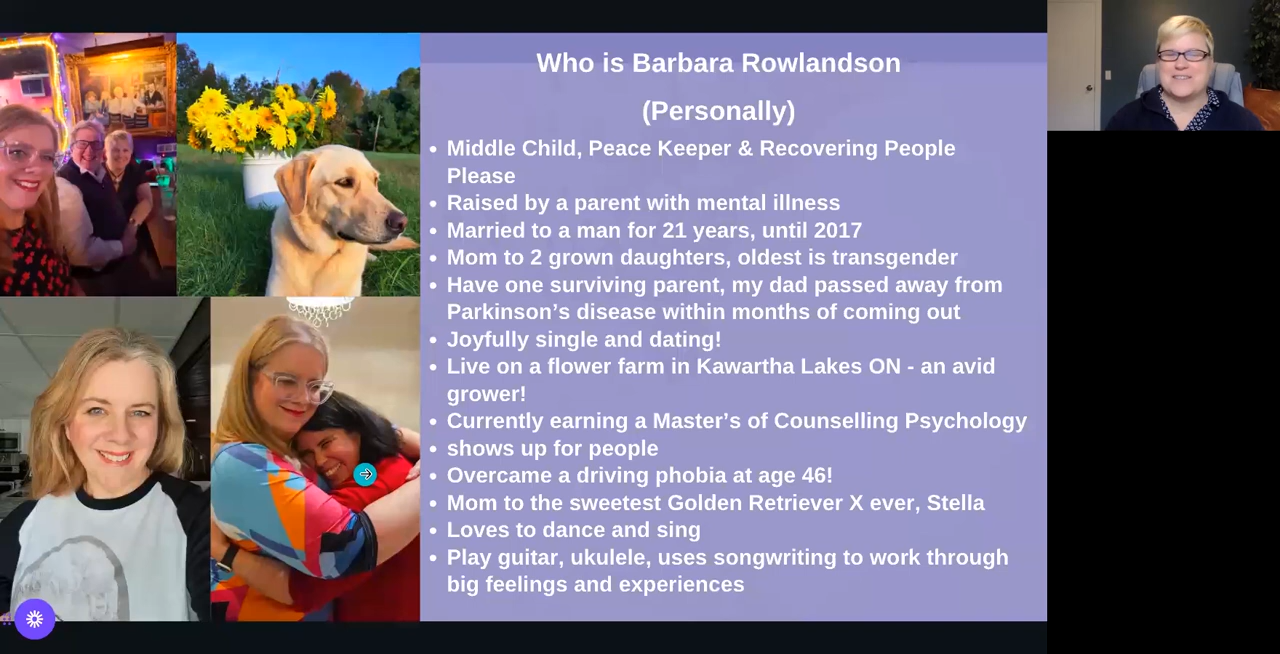 Who is Barbara Rowlandson
(Personally)
• Middle Child, Peace Keeper & Recovering People
Please
• Raised by a parent with mental illness
• Married to a man for 21 years, until 2017
• Mom to 2 grown daughters, oldest is transgender
• Have one surviving parent, my dad passed away from
Parkinson’s disease within months of coming out
• Joyfully single and dating!
• Live on a flower farm in Kawartha Lakes ON - an avid
grower!
• Currently earning a Master’s of Counselling Psychology
• shows up for people
• Overcame a driving phobia at age 46!
• Mom to the sweetest Golden Retriever X ever, Stella
• Loves to dance and sing
• Play guitar, ukulele, uses songwriting to work through
big feelings and experiences